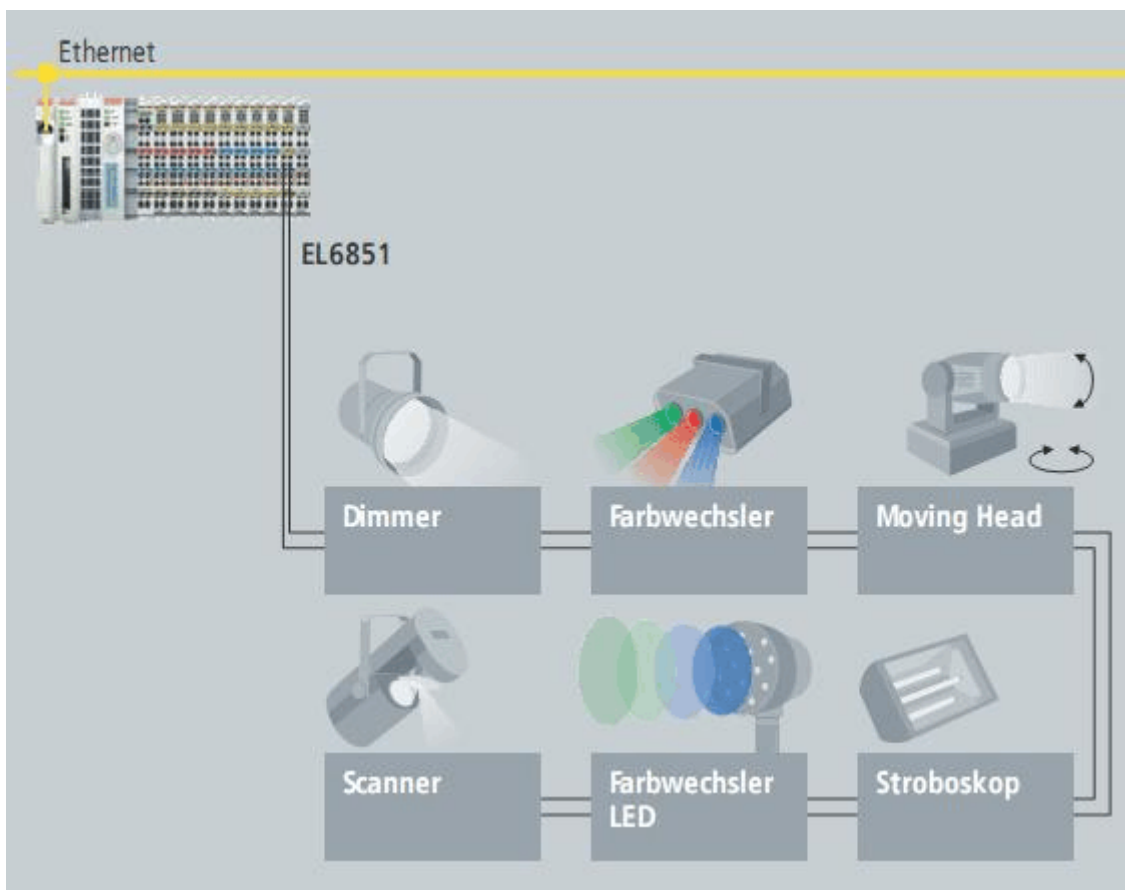 Ethernet
EL6851
Dimmer
Farbwechsler
Moving Head
Scanner
Farbwechsler
LED
Stroboskop